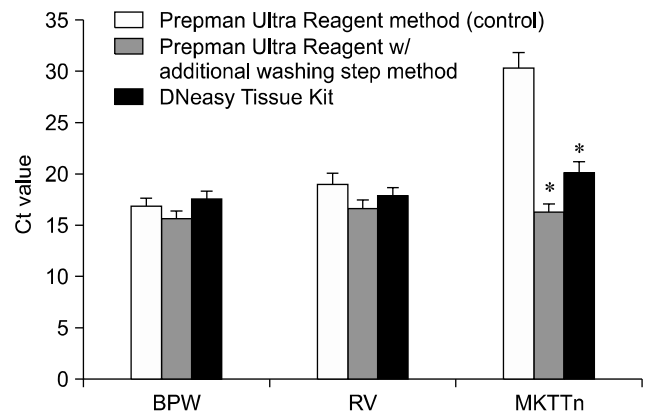 35
30
25
20
15
10
5
0
Ct value
Prepman Ultra Reagent method (control)
Prepman Ultra Reagent w/
additional washing step method
DNeasy Tissue Kit
*
*
BPW
RV
MKTTn